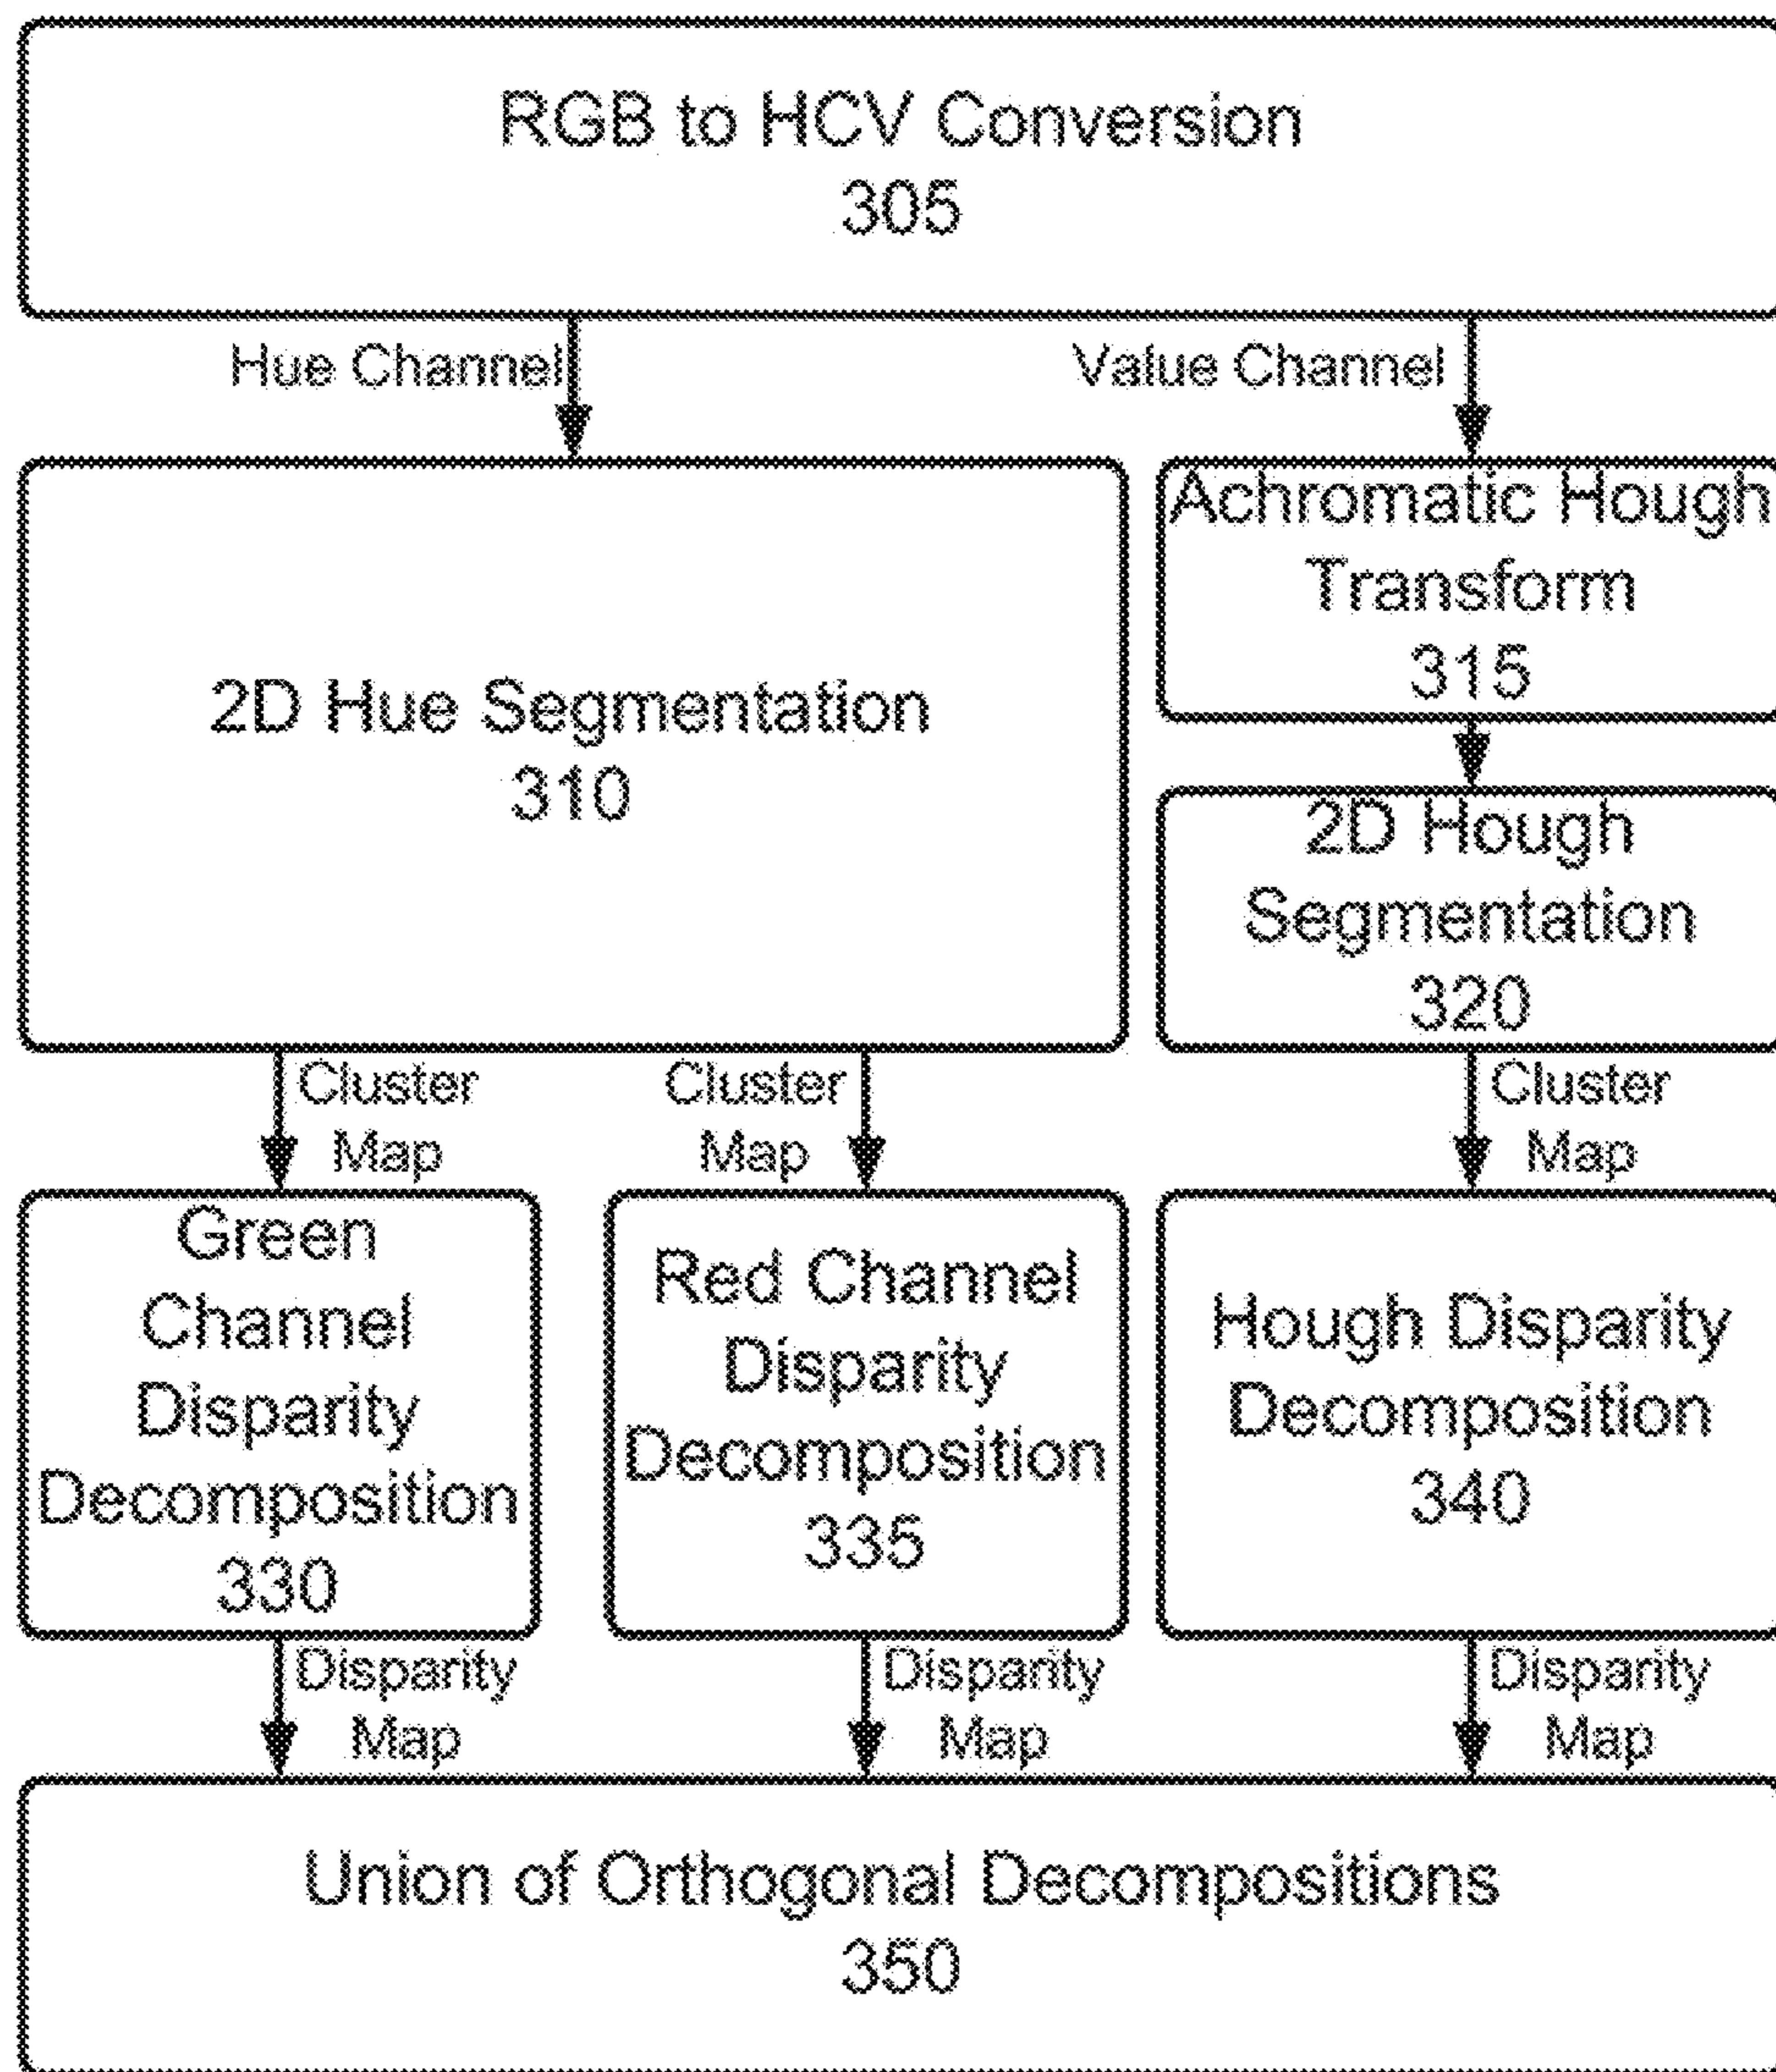 RGB to HCV Conversion
305
Hue Channel
Value Channel
2D Hue Segmentation
310
Achromatic Hough
Transform
315
2D Hough
Segmentation
320
Cluster
Map
Cluster
Map
Cluster
Map
Green
Channel
Disparity
Decomposition
330
Red Channel
Disparity
Decomposition
335
Hough Disparity
Decomposition
340
Disparity
Map
Disparity
Map
Disparity
Map
Union of Orthogonal Decompositions
350